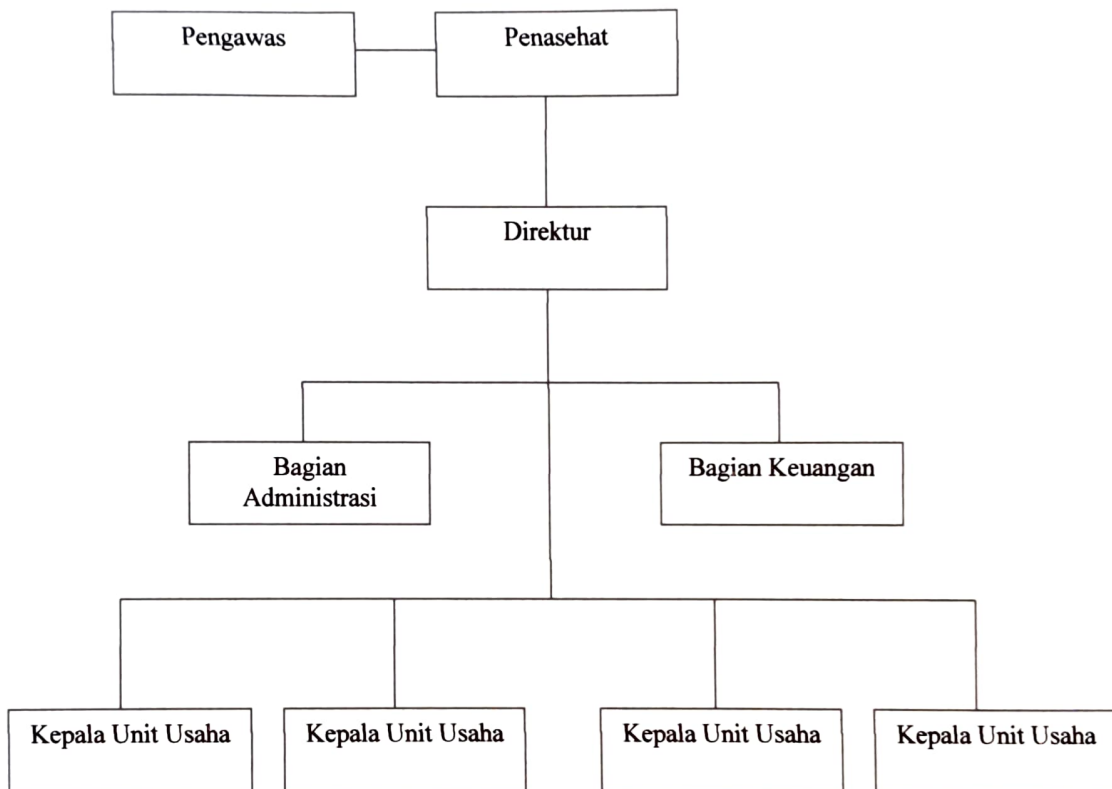 Pengawas
Penasehat
Direktur
Bagian
Administrasi
Bagian Keuangan
Kepala Unit Usaha
Kepala Unit Usaha
Kepala Unit Usaha
Kepala Unit Usaha